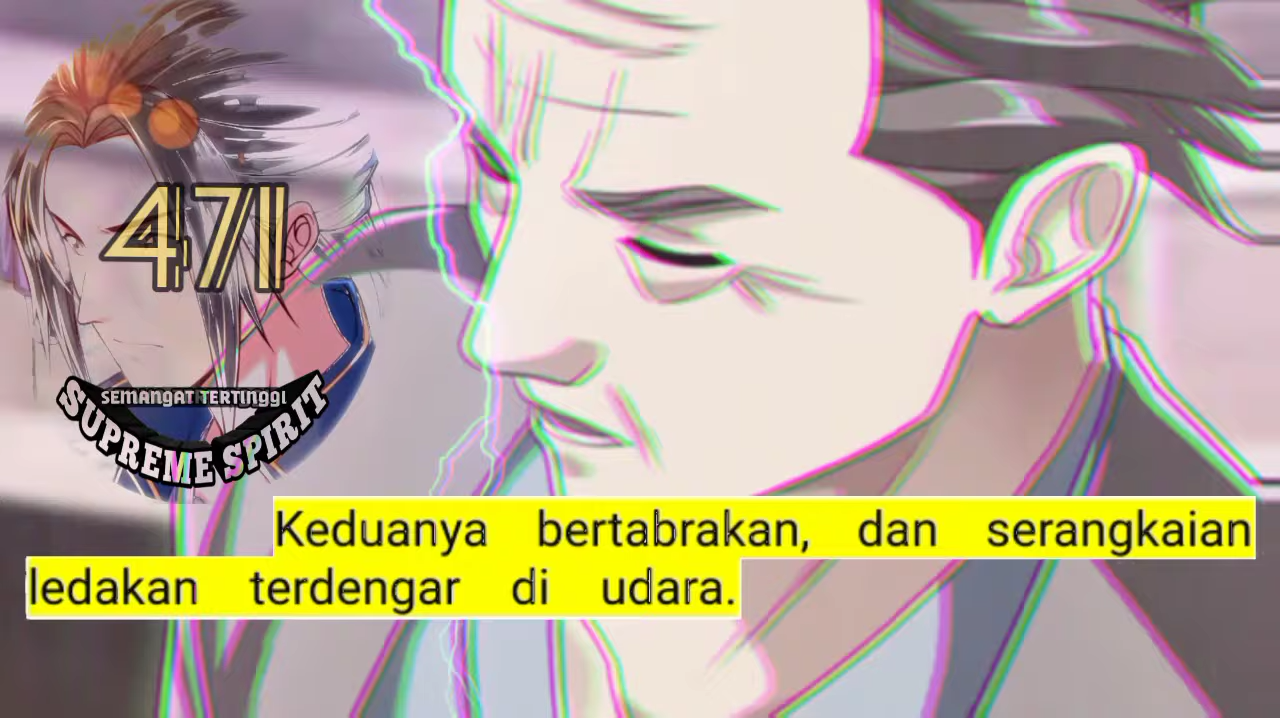 471
SEMANGAT TERTINGGI
SUPREME SPIRIT
Keduanya bertabrakan, dan serangkaian
ledakan terdengar di udara.